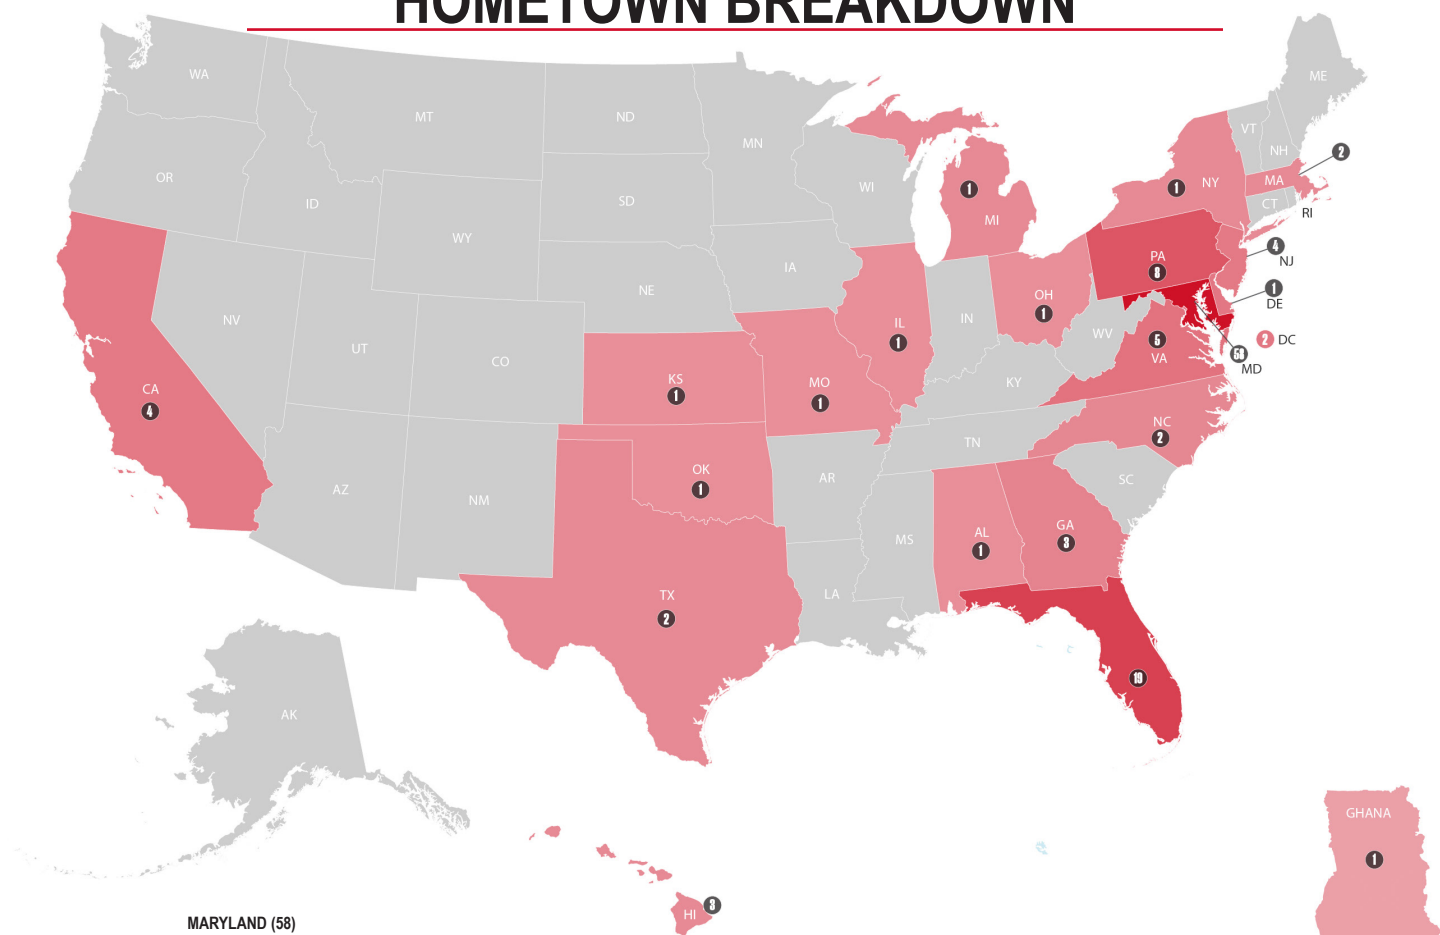 HOMETOWN BREAKDOWN
WA
MT
ND
MN
ME
VT
NH
2
OR
ID
SD
WI
1
MI
1
NY
MA
CT
RI
WY
IA
PA
8
4
NJ
NE
NV
UT
CO
IL
1
IN
OH
1
WV
1
DE
5
VA
2
DC
58
MD
CA
4
KS
1
MO
1
KY
NC
2
TN
AZ
NM
OK
1
AR
SC
MS
AL
1
GA
3
TX
2
LA
19
AK
GHANA
1
HI
3
MARYLAND (58)